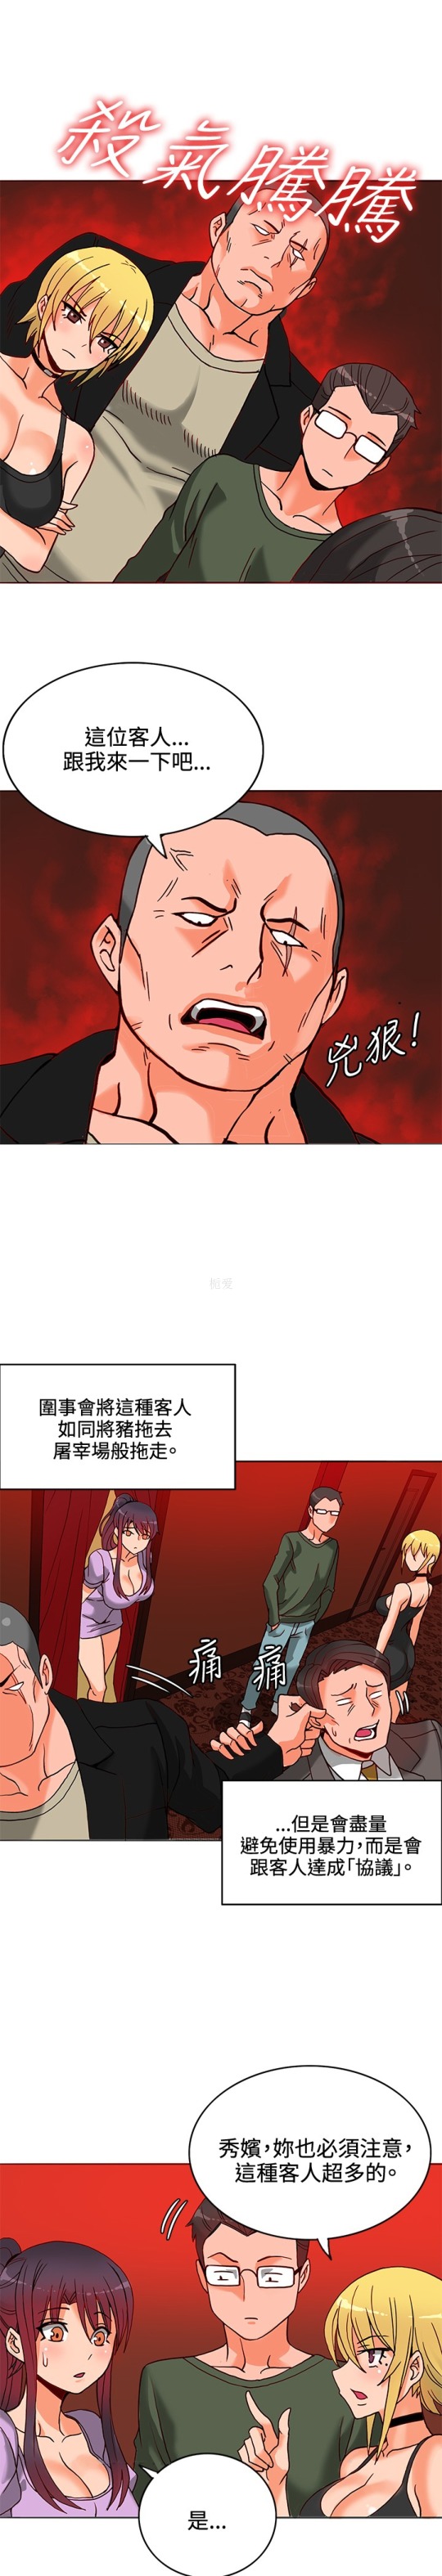 殺氣騰騰
這位客人...
跟我來一下吧...
兇狠!
桓爱
圍事會將這種客人
如同將豬拖去
屠宰場般拖走。
痛
痛
...但是會盡量
避免使用暴力,而是會
跟客人達成「協議」。
秀嬪,妳也必須注意,
這種客人超多的。
是...